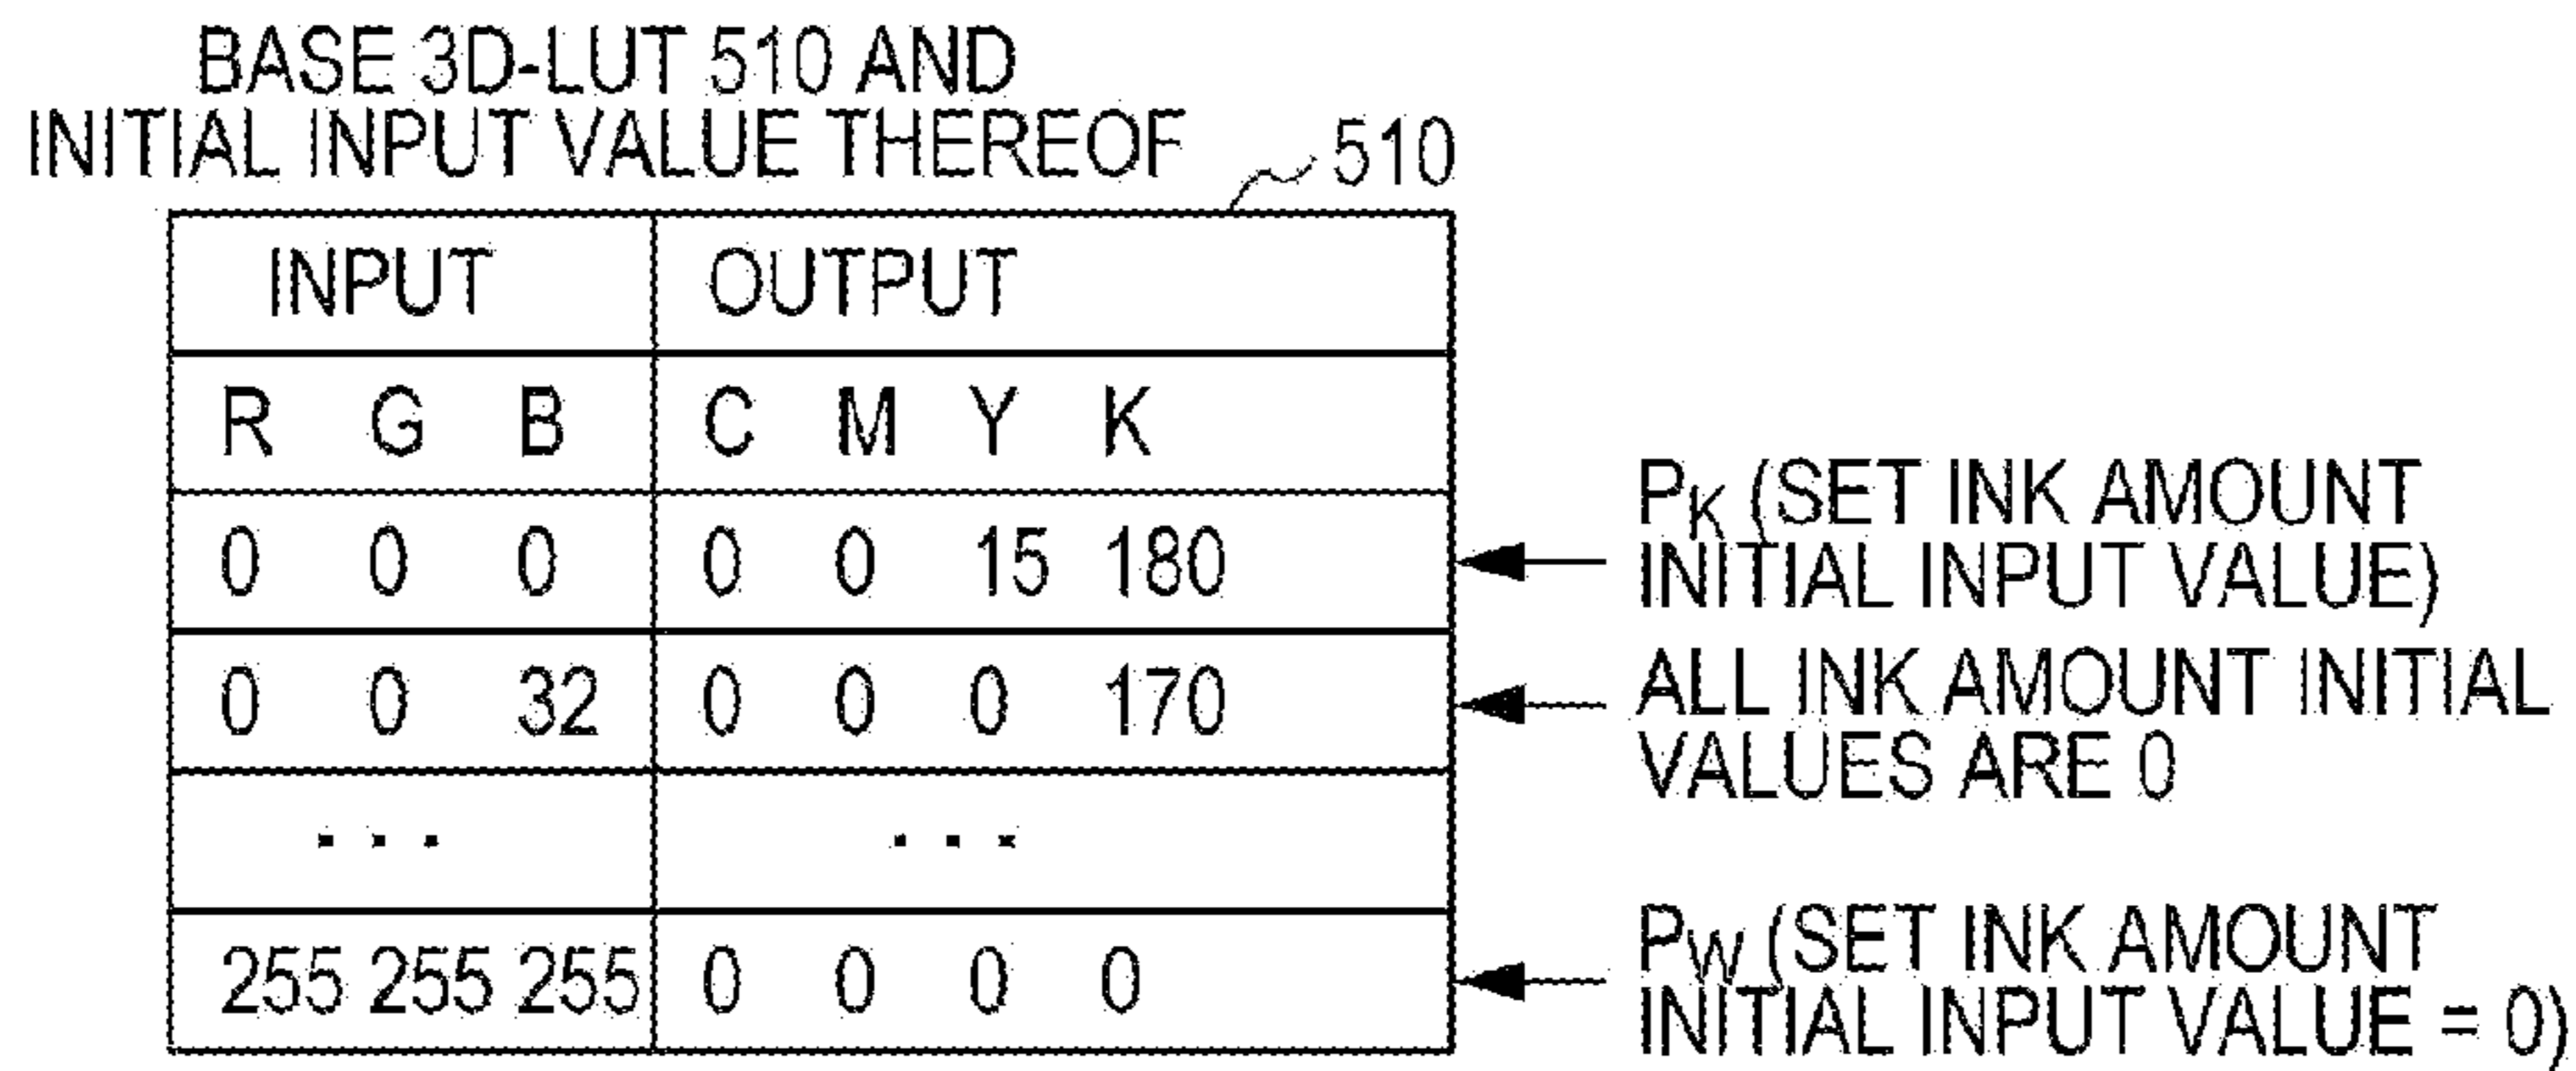 BASE 3D-LUT 510 AND
INITIAL INPUT VALUE THEREOF
510
INPUT OUTPUT
R G B C M Y K
0 0 0 0 0 15 180
PK (SET INK AMOUNT
INITIAL INPUT VALUE)
0 0 32 0 0 0 170
ALL INK AMOUNT INITIAL
VALUES ARE 0
... ...
255 255 255 0 0 0 0
PW (SET INK AMOUNT
INITIAL INPUT VALUE = 0)